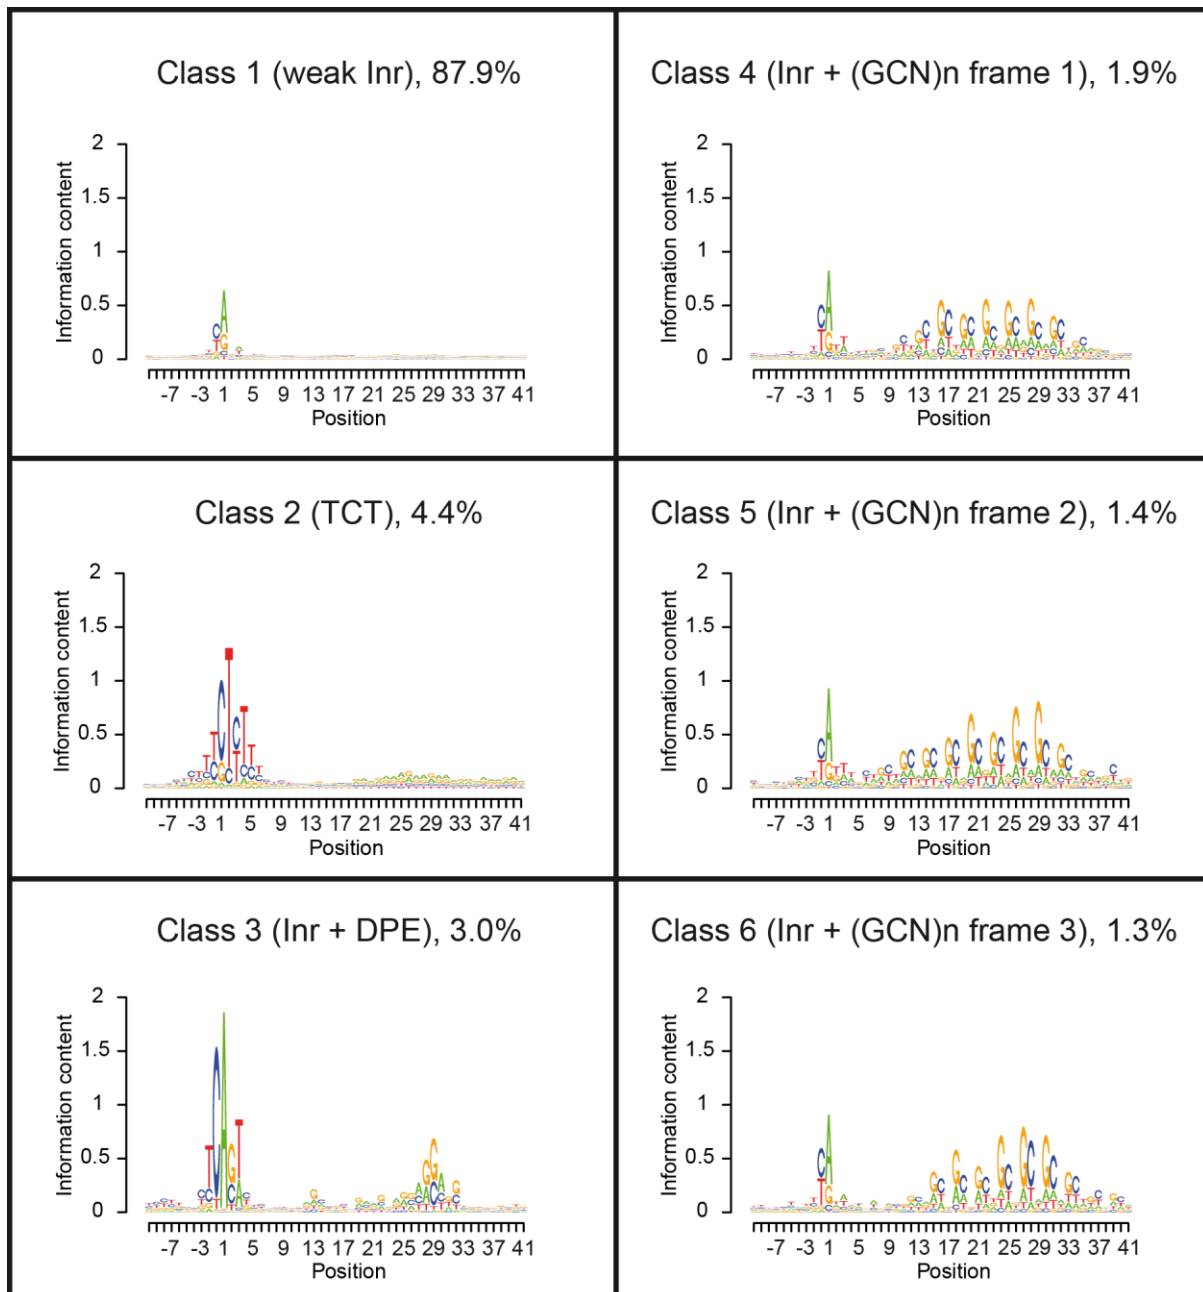 Class 1 (weak Inr), 87.9%
2
1.5
1
0.5
0
Information content
-7 -3 1 5 9 13 17 21 25 29 33 37 41
Position
Class 4 (Inr + (GCN)n frame 1), 1.9%
2
1.5
1
0.5
0
Information content
-7 -3 1 5 9 13 17 21 25 29 33 37 41
Position
Class 2 (TCT), 4.4%
2
1.5
1
0.5
0
Information content
-7 -3 1 5 9 13 17 21 25 29 33 37 41
Position
Class 5 (Inr + (GCN)n frame 2), 1.4%
2
1.5
1
0.5
0
Information content
-7 -3 1 5 9 13 17 21 25 29 33 37 41
Position
Class 3 (Inr + DPE), 3.0%
2
1.5
1
0.5
0
Information content
-7 -3 1 5 9 13 17 21 25 29 33 37 41
Position
Class 6 (Inr + (GCN)n frame 3), 1.3%
2
1.5
1
0.5
0
Information content
-7 -3 1 5 9 13 17 21 25 29 33 37 41
Position